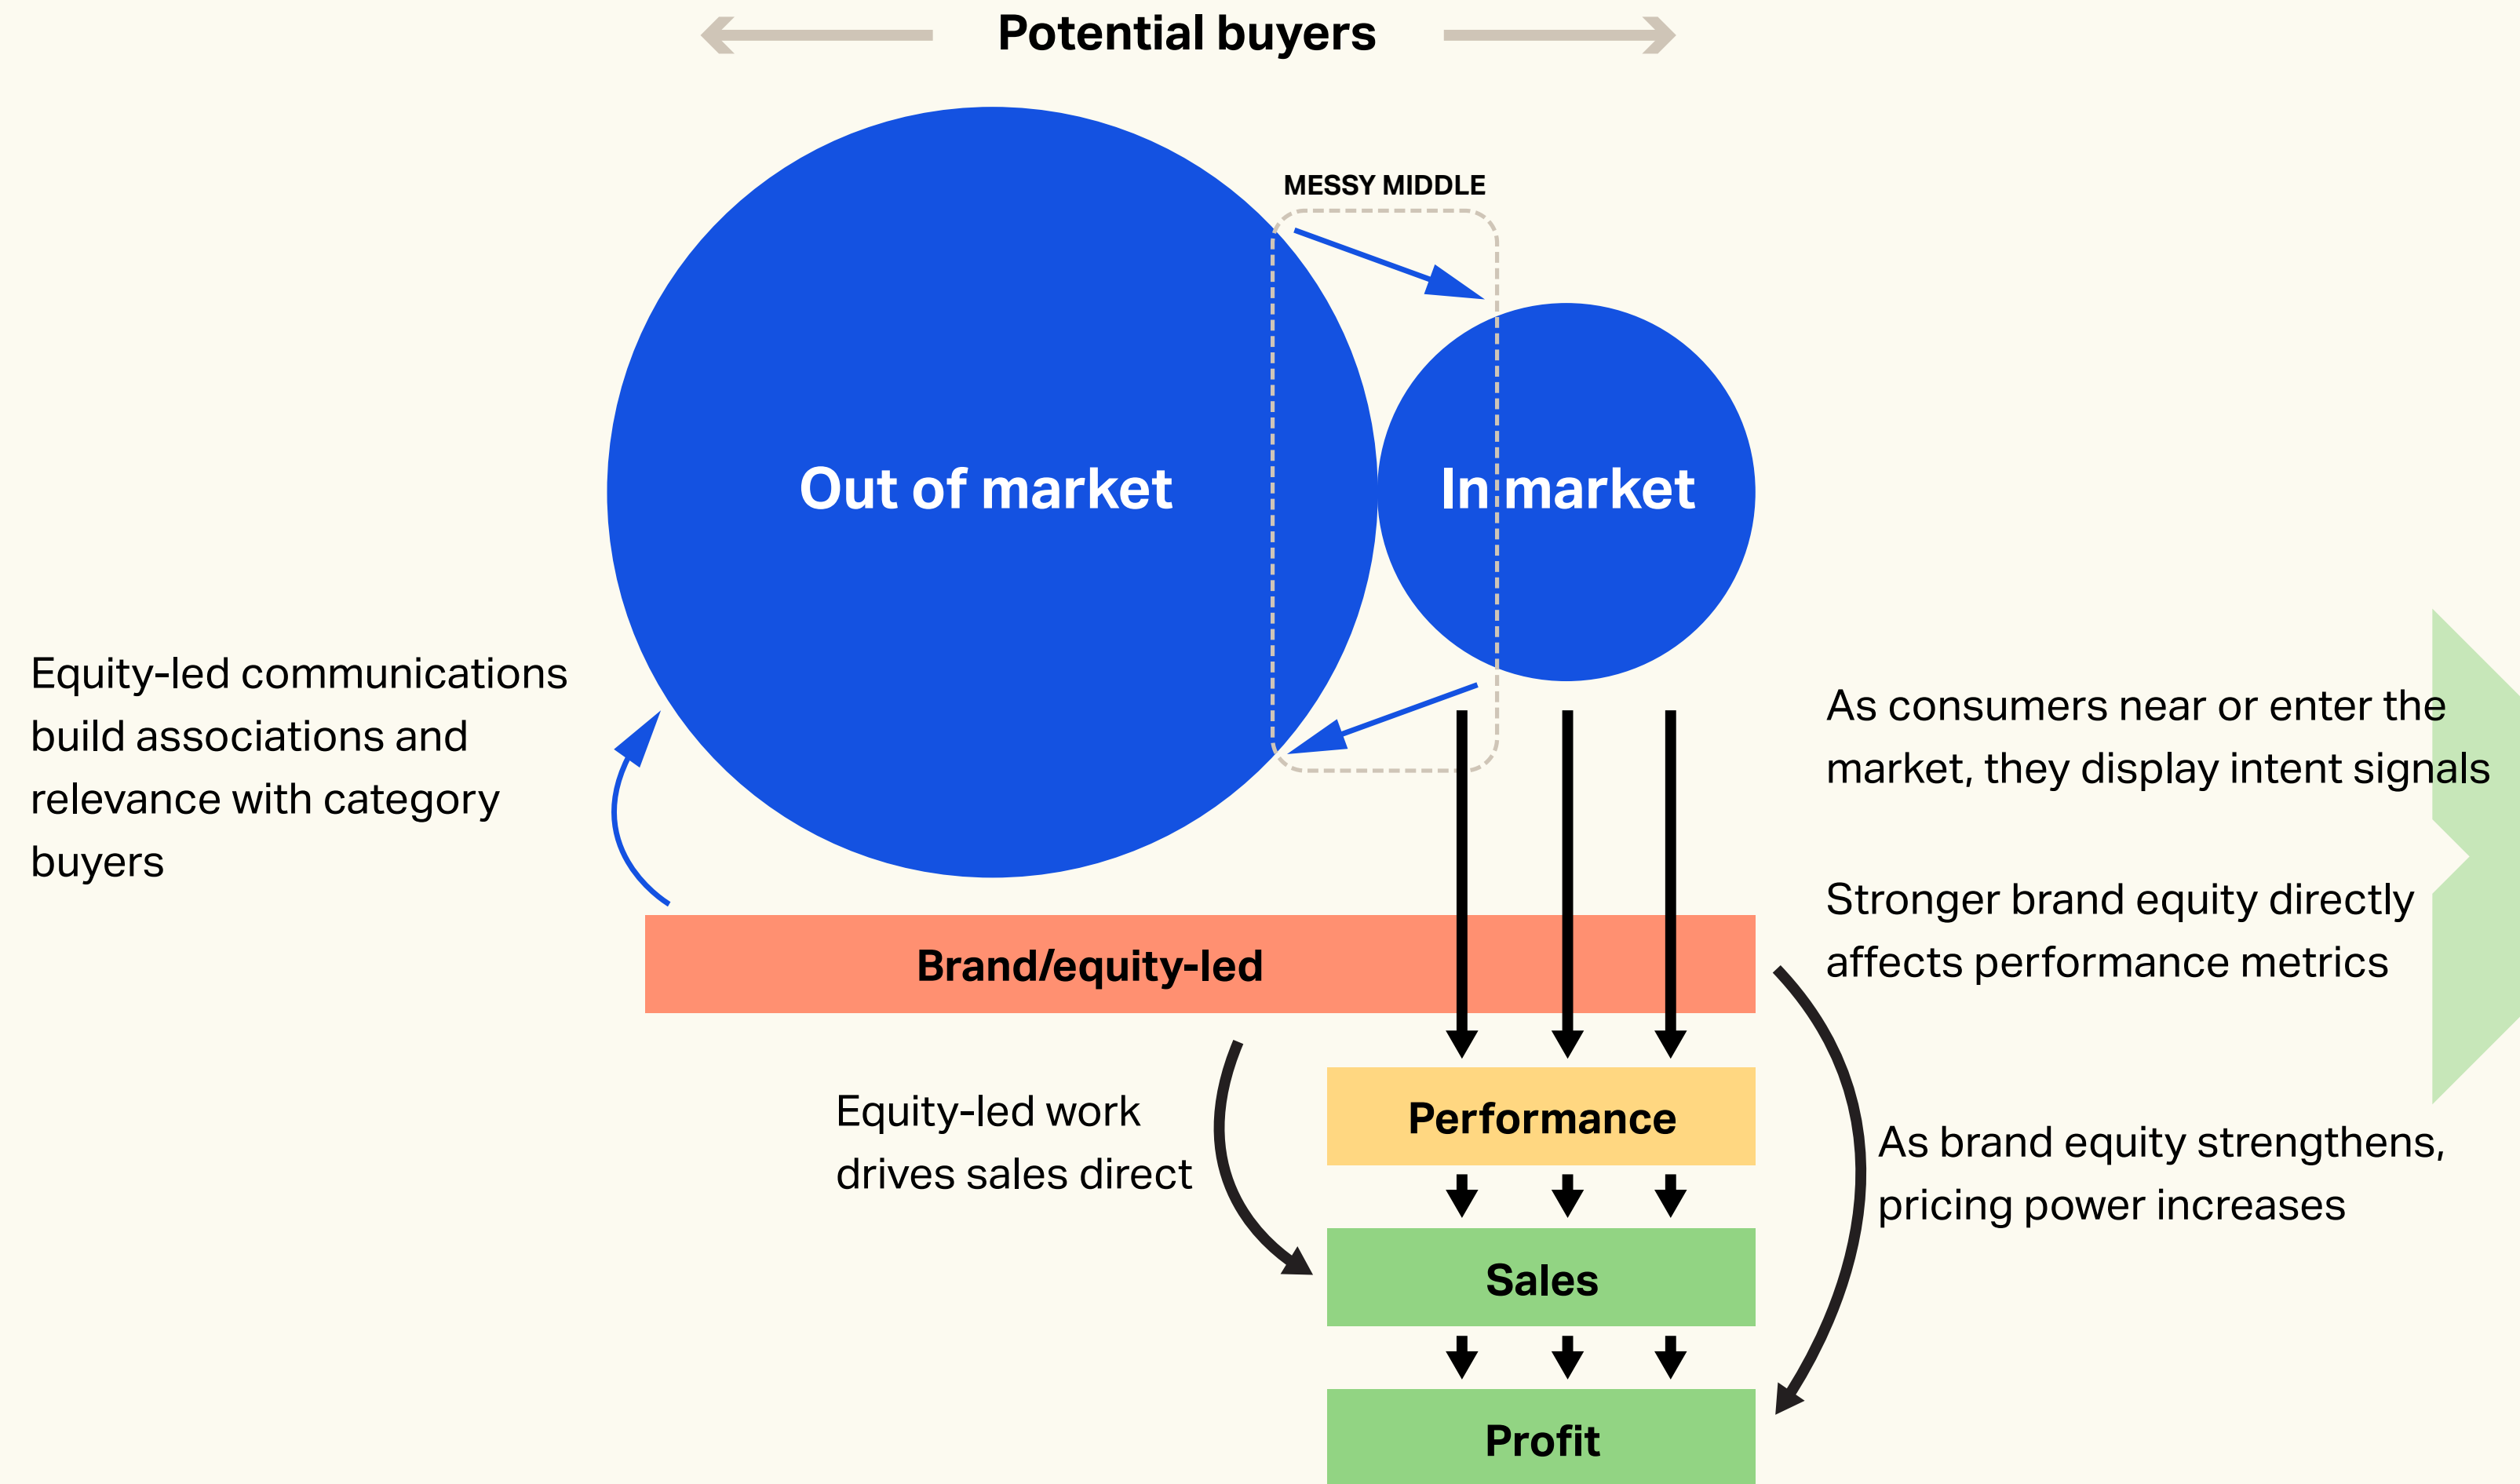 Potential buyers
MESSY MIDDLE
Out of market
In market
Equity-led communications
build associations and
relevance with category
buyers
As consumers near or enter the
market, they display intent signals
Stronger brand equity directly
affects performance metrics
Brand/equity-led
Equity-led work
drives sales direct
Performance
As brand equity strengthens,
pricing power increases
Sales
Profit